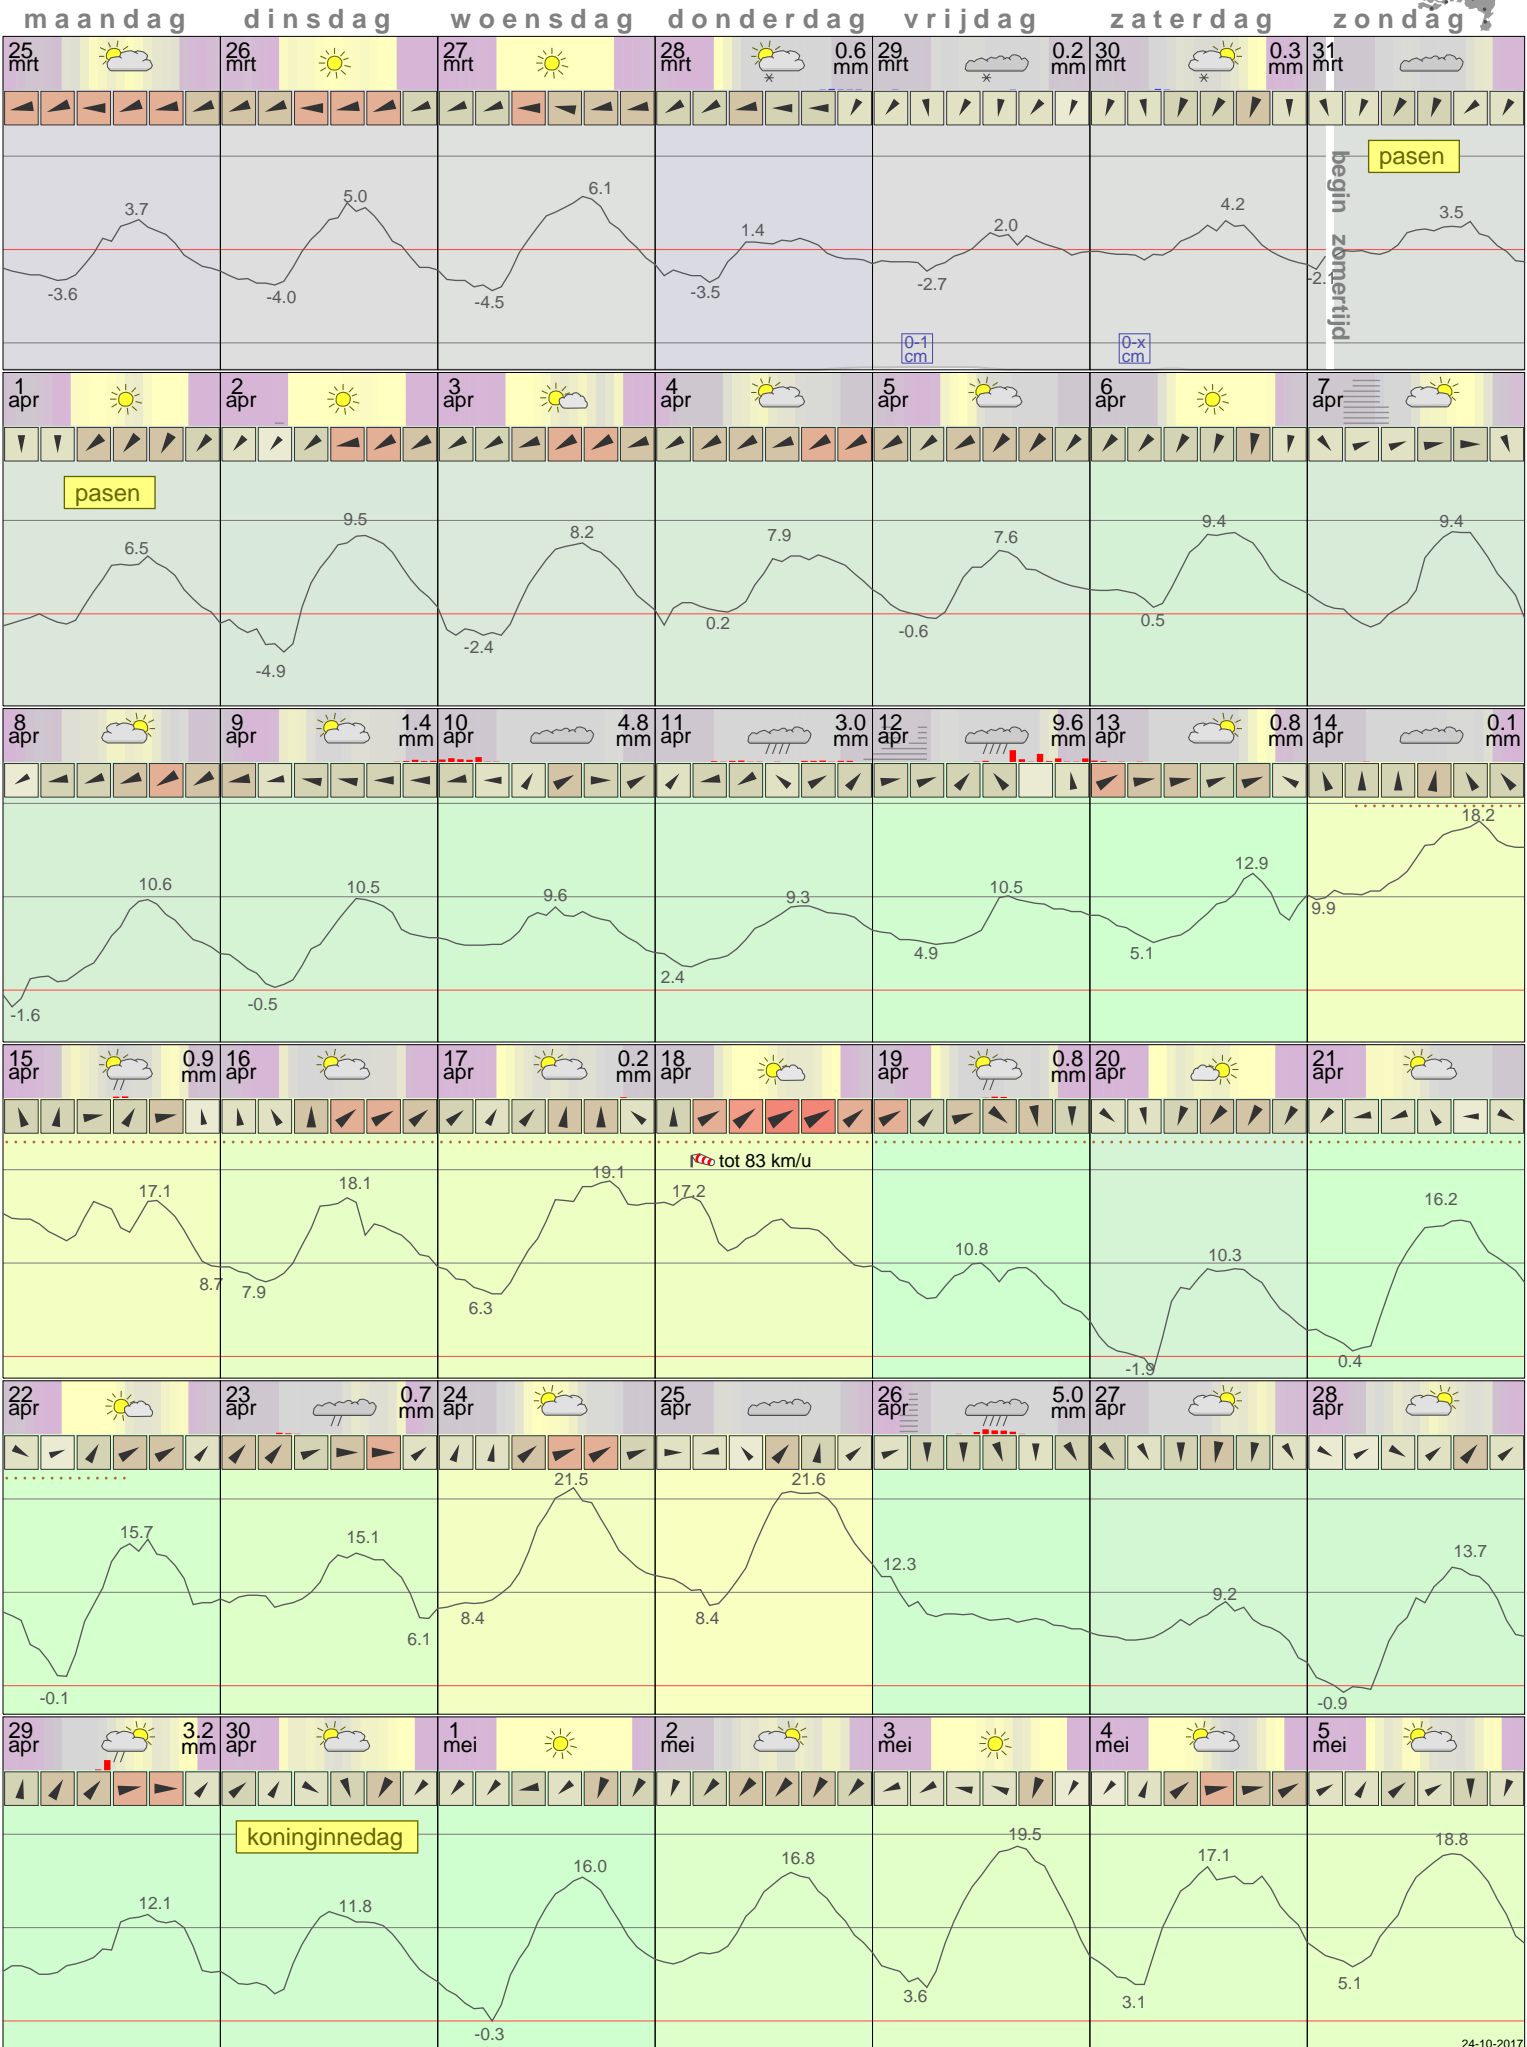 maandag dinsdag woensdag donderdag vrijdag zaterdag zondag
25 mrt 26 mrt 27 mrt 28 mrt 0.6 mm 29 mrt 0.2 mm 30 mrt 0.3 mm 31 mrt
pasen
begin zomertijd
3.7 5.0 6.1 1.4 2.0 4.2 3.5
-3.6 -4.0 -4.5 -3.5 -2.7 -2.1
0-1 cm 0-x cm
1 apr 2 apr 3 apr 4 apr 5 apr 6 apr 7 apr
pasen
6.5 9.5 8.2 7.9 7.6 9.4 9.4
-4.9 -2.4 0.2 -0.6 0.5
8 apr 9 apr 1.4 mm 10 apr 4.8 mm 11 apr 3.0 mm 12 apr 9.6 mm 13 apr 0.8 mm 14 apr 0.1 mm
10.6 10.5 9.6 9.3 10.5 12.9 18.2
-1.6 -0.5 2.4 4.9 5.1 9.9
15 apr 0.9 mm 16 apr 17 apr 0.2 mm 18 apr 19 apr 0.8 mm 20 apr 21 apr
tot 83 km/u
17.1 18.1 19.1 17.2 10.8 10.3 16.2
8.7 7.9 6.3 -1.9 0.4
22 apr 23 apr 0.7 mm 24 apr 25 apr 26 apr 5.0 mm 27 apr 28 apr
15.7 15.1 21.5 21.6 12.3 9.2 13.7
-0.1 6.1 8.4 8.4 -0.9
29 apr 3.2 mm 30 apr 1 mei 2 mei 3 mei 4 mei 5 mei
koninginnedag
12.1 11.8 16.0 16.8 19.5 17.1 18.8
-0.3 3.6 3.1 5.1
24-10-2017